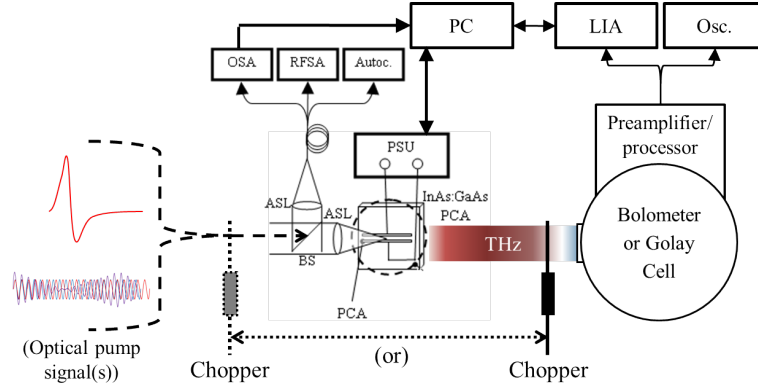 PC
LIA
Osc.
OSA
RFSA
Autoc.
PSU
Preamplifier/
processor
InAs:GaAs
PCA
ASL
ASL
BS
THz
Bolometer
or Golay
Cell
PCA
(Optical pump
signal(s))
Chopper
(or)
Chopper